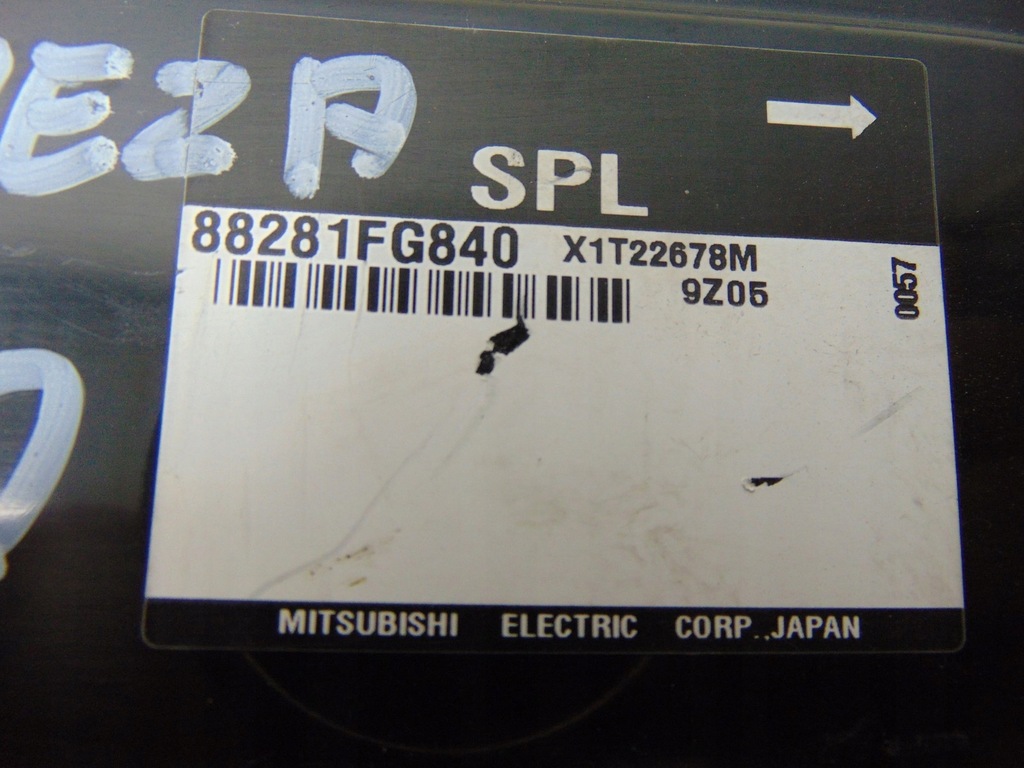 EZA
SPL
88281FG840 X1T22678M
9Z05
0057
MITSUBISHI ELECTRIC CORP.,JAPAN